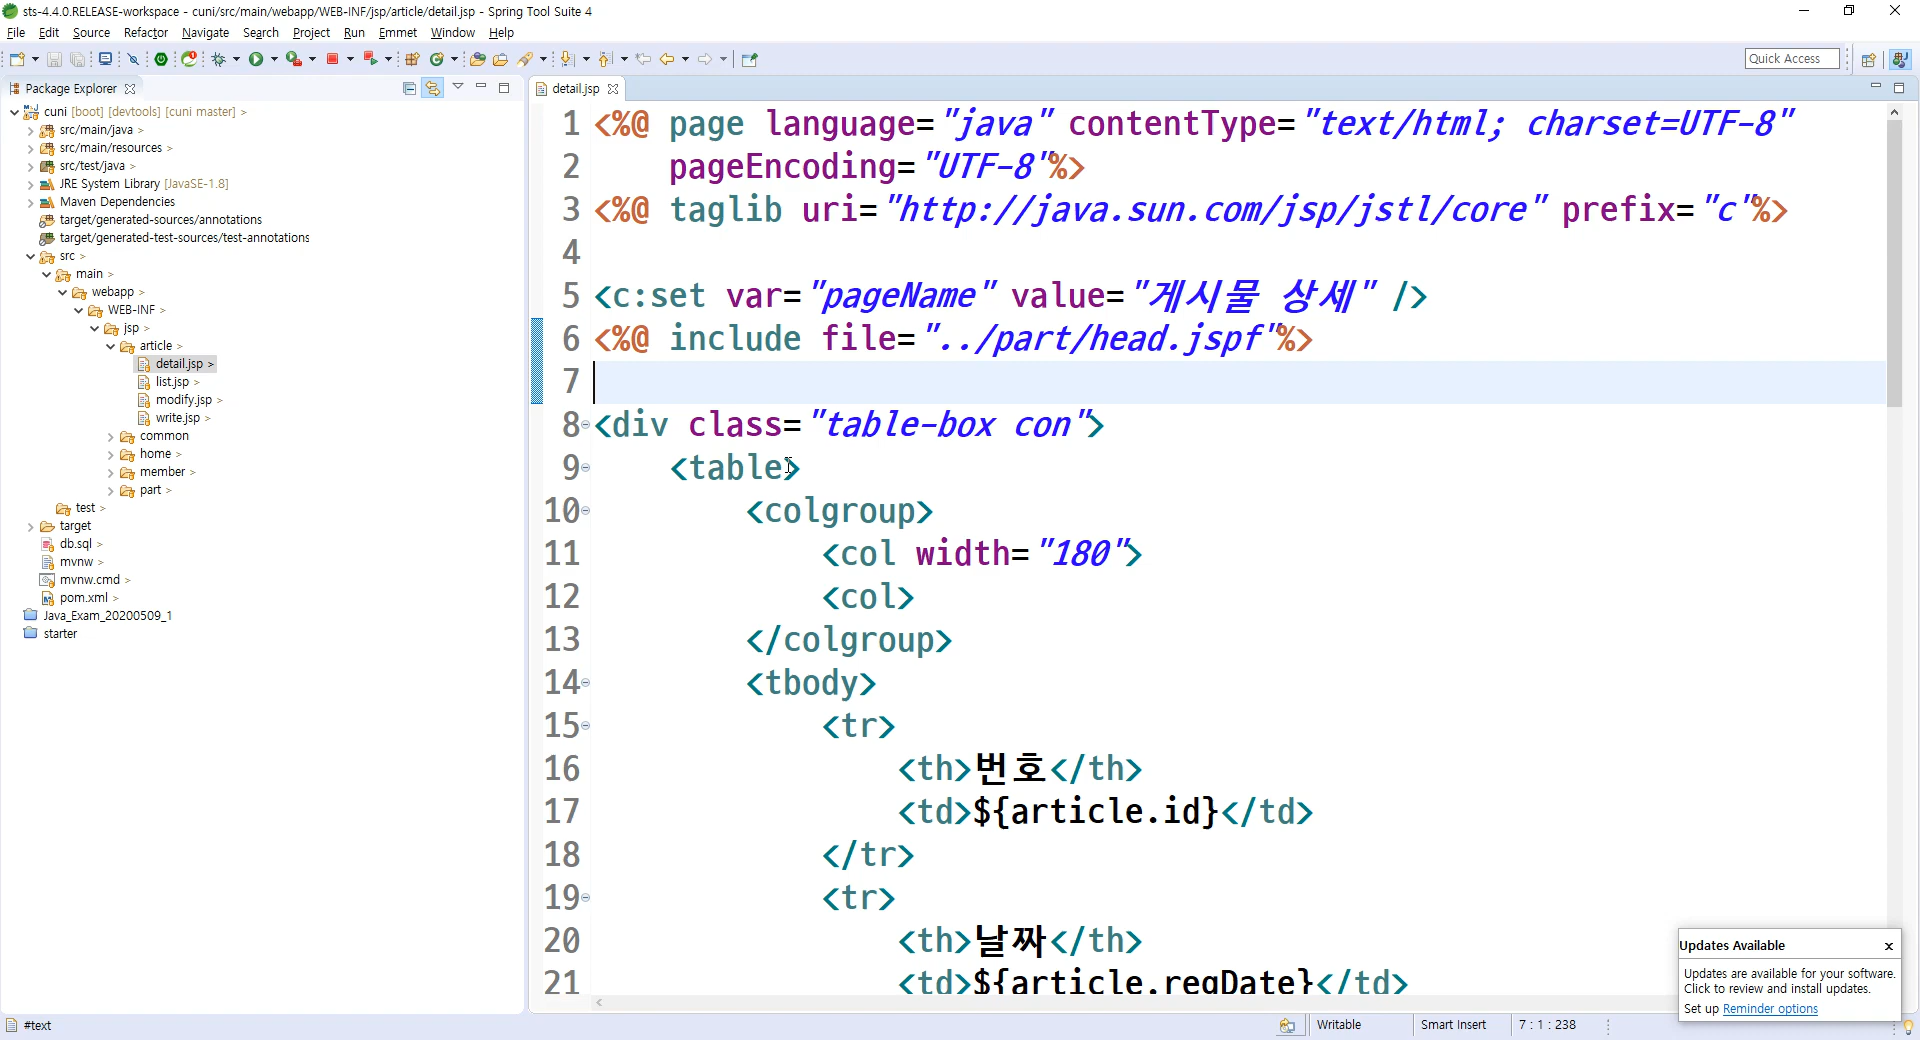 sts-4.4.0.RELEASE-workspace - cuni/src/main/webapp/WEB-INF/jsp/article/detail.jsp - Spring Tool Suite 4
File Edit Source Refactor Navigate Search Project Run Emmet Window Help
Quick Access
Package Explorer
cuni [boot] [devtools] [cuni master] >
src/main/java >
src/main/resources >
src/test/java >
JRE System Library [JavaSE-1.8]
Maven Dependencies
target/generated-sources/annotations
target/generated-test-sources/test-annotations
src >
main >
webapp >
WEB-INF >
jsp >
article >
detail.jsp >
list.jsp >
modify.jsp >
write.jsp >
common
home >
member >
part >
test >
target
db.sql >
mvnw >
mvnw.cmd >
pom.xml >
Java_Exam_20200509_1
starter
detail.jsp
1 <%@ page language="java" contentType="text/html; charset=UTF-8"
2 pageEncoding="UTF-8"%>
3 <%@ taglib uri="http://java.sun.com/jsp/jstl/core" prefix="c"%>
4
5 <c:set var="pageName" value="게시물 상세" />
6 <%@ include file="../part/head.jspf"%>
7
8 <div class="table-box con">
9 <table>
10 <colgroup>
11 <col width="180">
12 <col>
13 </colgroup>
14 <tbody>
15 <tr>
16 <th>번호</th>
17 <td>${article.id}</td>
18 </tr>
19 <tr>
20 <th>날짜</th>
21 <td>${article.regDate}</td>
Updates Available
Updates are available for your software.
Click to review and install updates.
Set up Reminder options
#text
Writable
Smart Insert
7 : 1 : 238